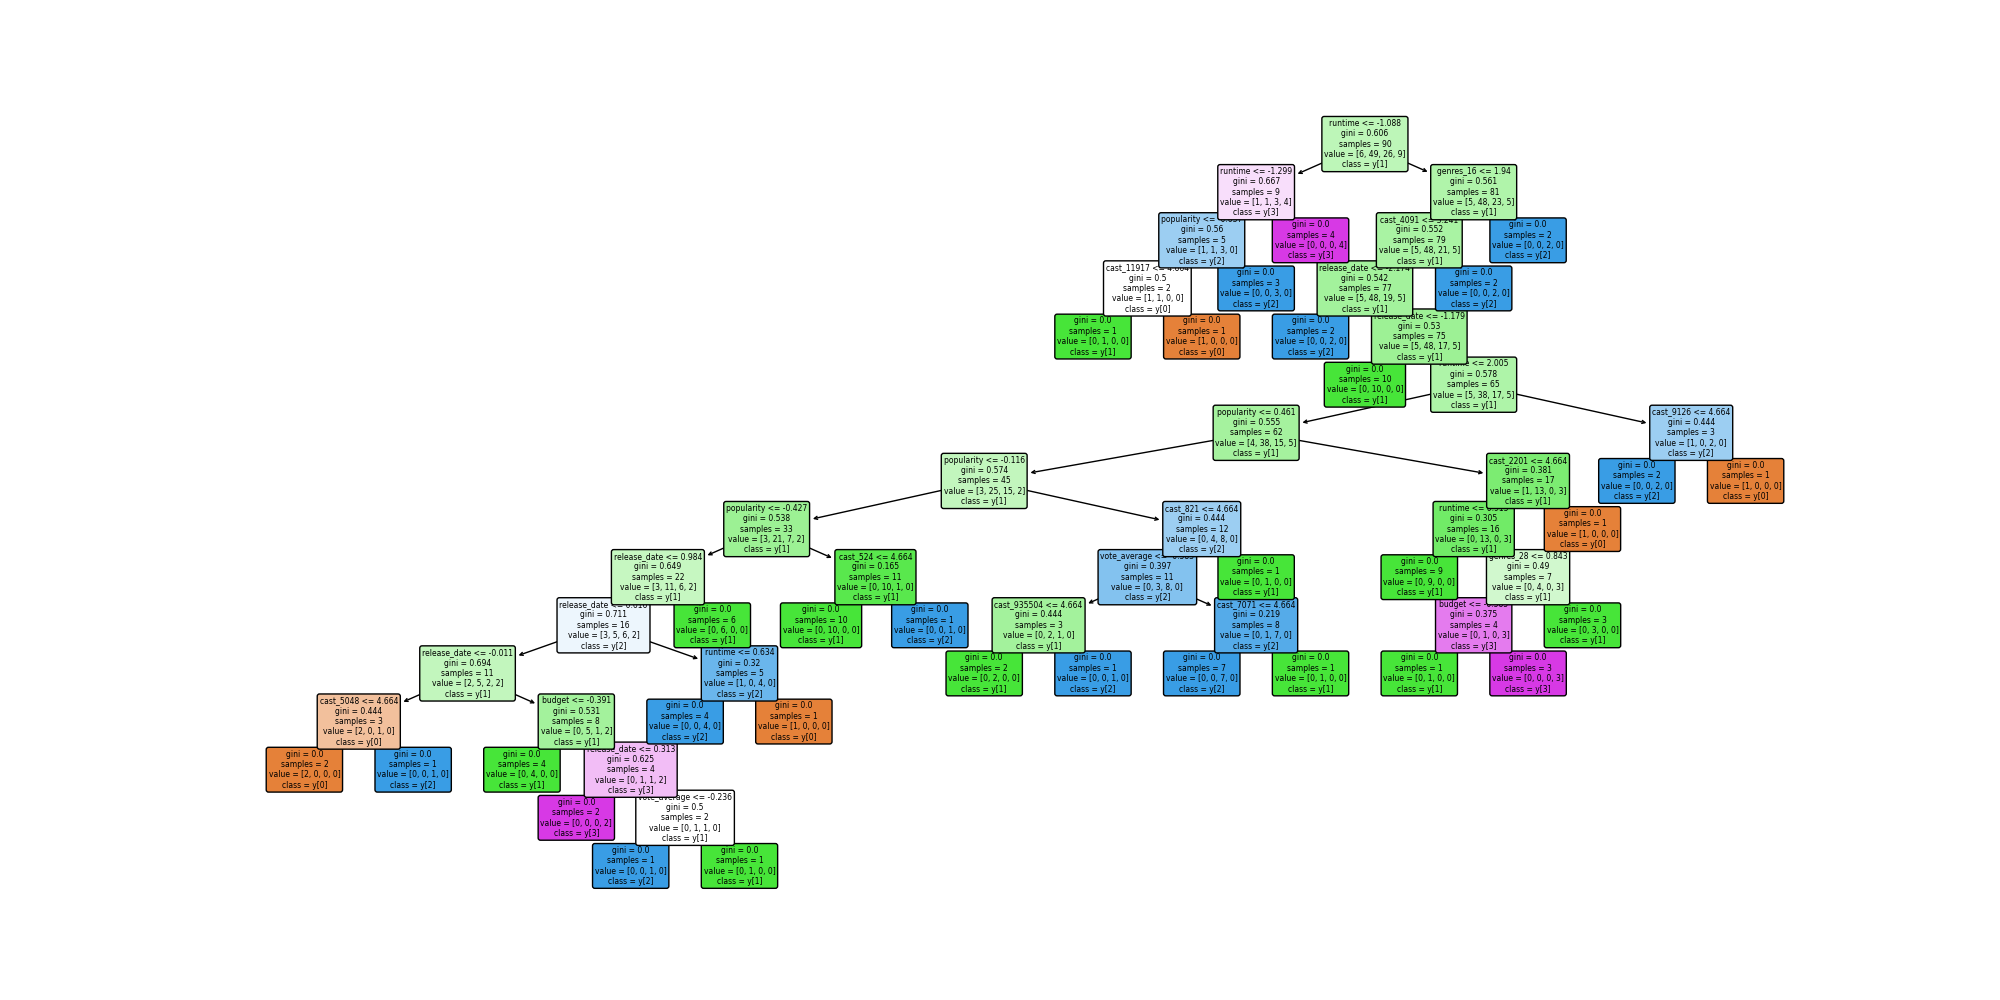 runtime <= -1.088
gini = 0.606
samples = 90
value = [6, 49, 26, 9]
class = y[1]
runtime <= -1.299
gini = 0.667
samples = 9
value = [1, 1, 3, 4]
class = y[3]
genres_16 <= 1.94
gini = 0.561
samples = 81
value = [5, 48, 23, 5]
class = y[1]
popularity <=
gini = 0.56
samples = 5
value = [1, 1, 3, 0]
class = y[2]
gini = 0.0
samples = 4
value = [0, 0, 0, 4]
class = y[3]
cast_4091 <=
gini = 0.552
samples = 79
value = [5, 48, 21, 5]
class = y[1]
gini = 0.0
samples = 2
value = [0, 0, 2, 0]
class = y[2]
cast_11917 <=
gini = 0.5
samples = 2
value = [1, 1, 0, 0]
class = y[0]
gini = 0.0
samples = 3
value = [0, 0, 3, 0]
class = y[2]
release_date <=
gini = 0.542
samples = 77
value = [5, 48, 19, 5]
class = y[1]
gini = 0.0
samples = 2
value = [0, 0, 2, 0]
class = y[2]
gini = 0.0
samples = 1
value = [0, 1, 0, 0]
class = y[1]
gini = 0.0
samples = 1
value = [1, 0, 0, 0]
class = y[0]
gini = 0.0
samples = 2
value = [0, 0, 2, 0]
class = y[2]
release_date <= -1.179
gini = 0.53
samples = 75
value = [5, 48, 17, 5]
class = y[1]
gini = 0.0
samples = 10
value = [0, 10, 0, 0]
class = y[1]
runtime <= 2.005
gini = 0.578
samples = 65
value = [5, 38, 17, 5]
class = y[1]
popularity <= 0.461
gini = 0.555
samples = 62
value = [4, 38, 15, 5]
class = y[1]
cast_9126 <= 4.664
gini = 0.444
samples = 3
value = [1, 0, 2, 0]
class = y[2]
popularity <= -0.116
gini = 0.574
samples = 45
value = [3, 25, 15, 2]
class = y[1]
cast_2201 <= 4.664
gini = 0.381
samples = 17
value = [1, 13, 0, 3]
class = y[1]
gini = 0.0
samples = 2
value = [0, 0, 2, 0]
class = y[2]
gini = 0.0
samples = 1
value = [1, 0, 0, 0]
class = y[0]
popularity <= -0.427
gini = 0.538
samples = 33
value = [3, 21, 7, 2]
class = y[1]
cast_821 <= 4.664
gini = 0.444
samples = 12
value = [0, 4, 8, 0]
class = y[2]
runtime <=
gini = 0.305
samples = 16
value = [0, 13, 0, 3]
class = y[1]
gini = 0.0
samples = 1
value = [1, 0, 0, 0]
class = y[0]
release_date <= 0.984
gini = 0.649
samples = 22
value = [3, 11, 6, 2]
class = y[1]
cast_524 <= 4.664
gini = 0.165
samples = 11
value = [0, 10, 1, 0]
class = y[1]
vote_average <=
gini = 0.397
samples = 11
value = [0, 3, 8, 0]
class = y[2]
gini = 0.0
samples = 1
value = [0, 1, 0, 0]
class = y[1]
gini = 0.0
samples = 9
value = [0, 9, 0, 0]
class = y[1]
genres_28 <= 0.843
gini = 0.49
samples = 7
value = [0, 4, 0, 3]
class = y[1]
release_date <=
gini = 0.711
samples = 16
value = [3, 5, 6, 2]
class = y[2]
gini = 0.0
samples = 6
value = [0, 6, 0, 0]
class = y[1]
gini = 0.0
samples = 10
value = [0, 10, 0, 0]
class = y[1]
gini = 0.0
samples = 1
value = [0, 0, 1, 0]
class = y[2]
cast_935504 <= 4.664
gini = 0.444
samples = 3
value = [0, 2, 1, 0]
class = y[1]
cast_7071 <= 4.664
gini = 0.219
samples = 8
value = [0, 1, 7, 0]
class = y[2]
budget <=
gini = 0.375
samples = 4
value = [0, 1, 0, 3]
class = y[3]
gini = 0.0
samples = 3
value = [0, 3, 0, 0]
class = y[1]
release_date <= -0.011
gini = 0.694
samples = 11
value = [2, 5, 2, 2]
class = y[1]
runtime <= 0.634
gini = 0.32
samples = 5
value = [1, 0, 4, 0]
class = y[2]
gini = 0.0
samples = 2
value = [0, 2, 0, 0]
class = y[1]
gini = 0.0
samples = 1
value = [0, 0, 1, 0]
class = y[2]
gini = 0.0
samples = 7
value = [0, 0, 7, 0]
class = y[2]
gini = 0.0
samples = 1
value = [0, 1, 0, 0]
class = y[1]
gini = 0.0
samples = 1
value = [0, 1, 0, 0]
class = y[1]
gini = 0.0
samples = 3
value = [0, 0, 0, 3]
class = y[3]
cast_5048 <= 4.664
gini = 0.444
samples = 3
value = [2, 0, 1, 0]
class = y[0]
budget <= -0.391
gini = 0.531
samples = 8
value = [0, 5, 1, 2]
class = y[1]
gini = 0.0
samples = 4
value = [0, 0, 4, 0]
class = y[2]
gini = 0.0
samples = 1
value = [1, 0, 0, 0]
class = y[0]
gini = 0.0
samples = 2
value = [2, 0, 0, 0]
class = y[0]
gini = 0.0
samples = 1
value = [0, 0, 1, 0]
class = y[2]
gini = 0.0
samples = 4
value = [0, 4, 0, 0]
class = y[1]
release_date <= 0.313
gini = 0.625
samples = 4
value = [0, 1, 1, 2]
class = y[3]
gini = 0.0
samples = 2
value = [0, 0, 0, 2]
class = y[3]
vote_average <= -0.236
gini = 0.5
samples = 2
value = [0, 1, 1, 0]
class = y[1]
gini = 0.0
samples = 1
value = [0, 0, 1, 0]
class = y[2]
gini = 0.0
samples = 1
value = [0, 1, 0, 0]
class = y[1]